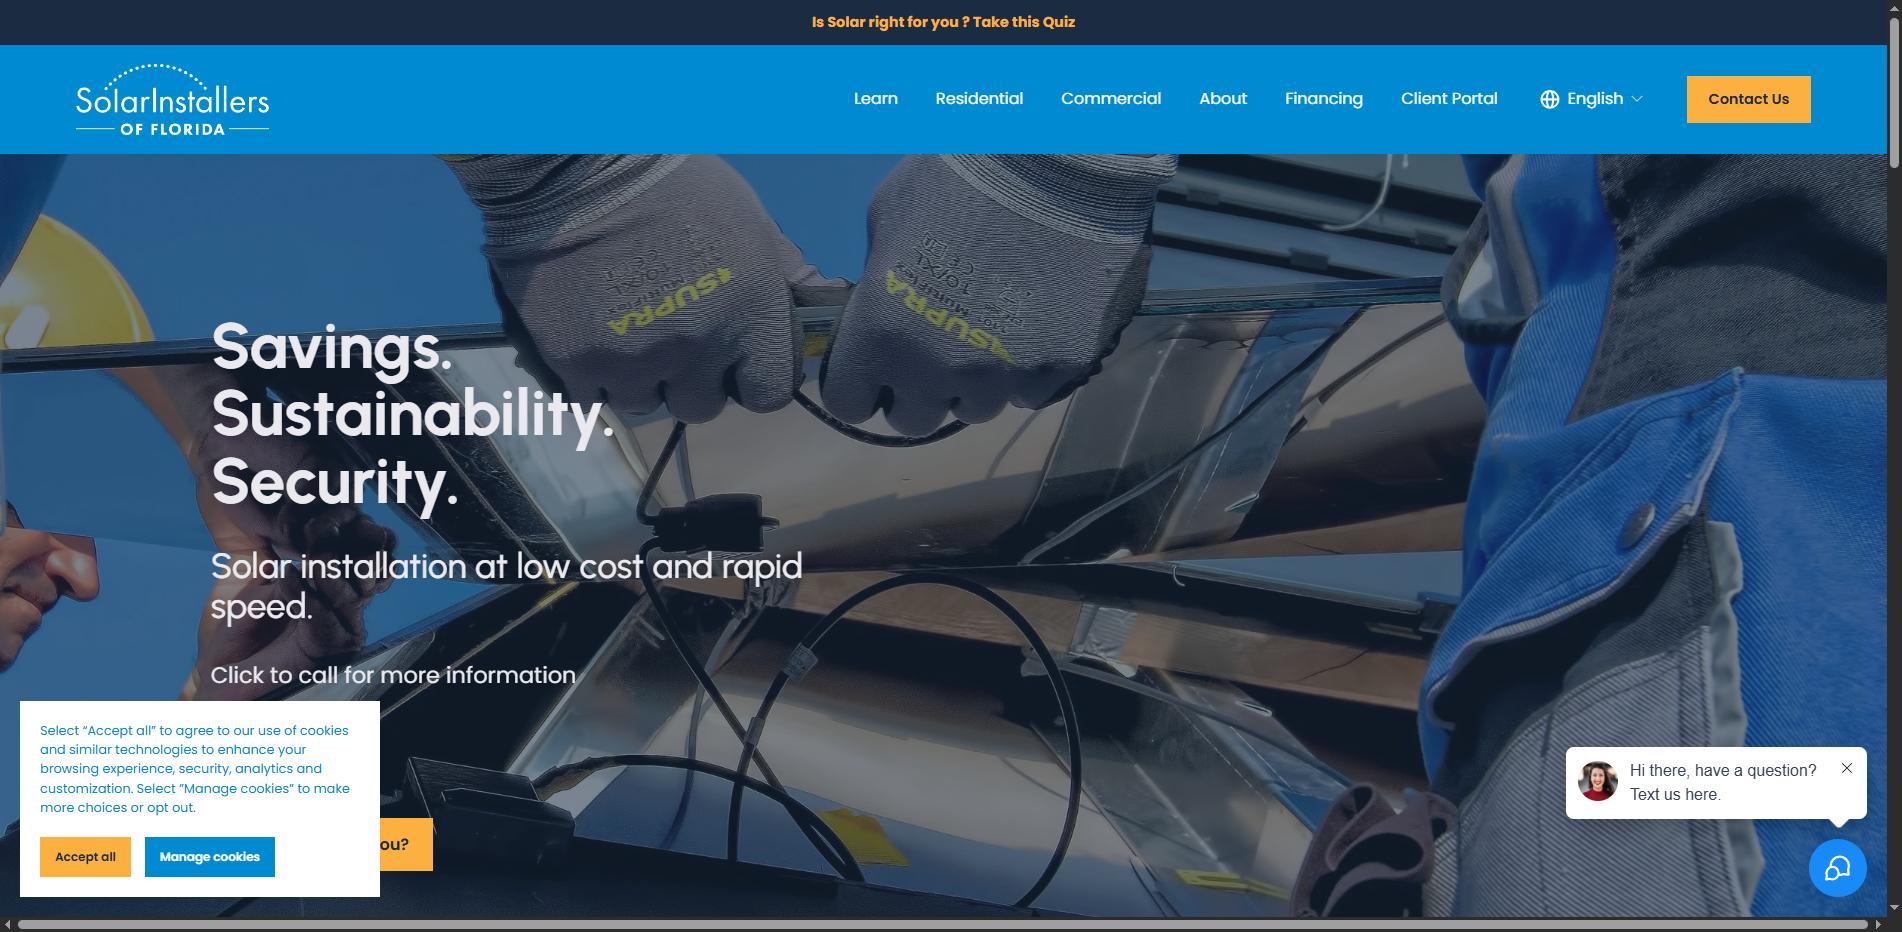 Is Solar right for you ? Take this Quiz
SolarInstallers
OF FLORIDA
Learn
Residential
Commercial
About
Financing
Client Portal
English
Contact Us
SUPRA
SUPRA
Savings.
Sustainability.
Security.
Solar installation at low cost and rapid
speed.
Click to call for more information
Select “Accept all” to agree to our use of cookies
and similar technologies to enhance your
browsing experience, security, analytics and
customization. Select “Manage cookies” to make
more choices or opt out.
Accept all
Manage cookies
ou?
Hi there, have a question?
Text us here.